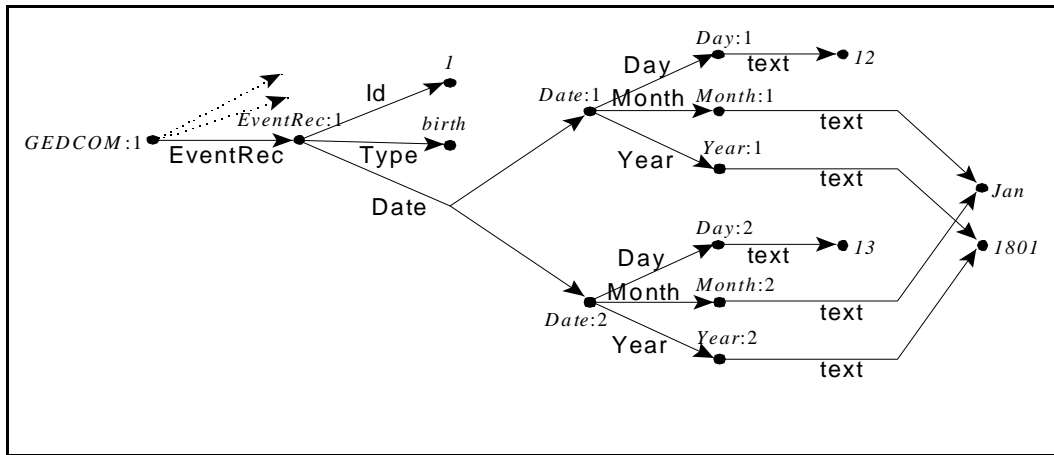 Day:1
12
Day
text
1
Id
Date:1
Month
Month:1
text
EventRec:1
birth
GEDCOM:1
EventRec
Type
Year
Year:1
text
Date
Jan
Day:2
13
Day
text
1801
Month
Month:2
text
Date:2
Year
Year:2
text